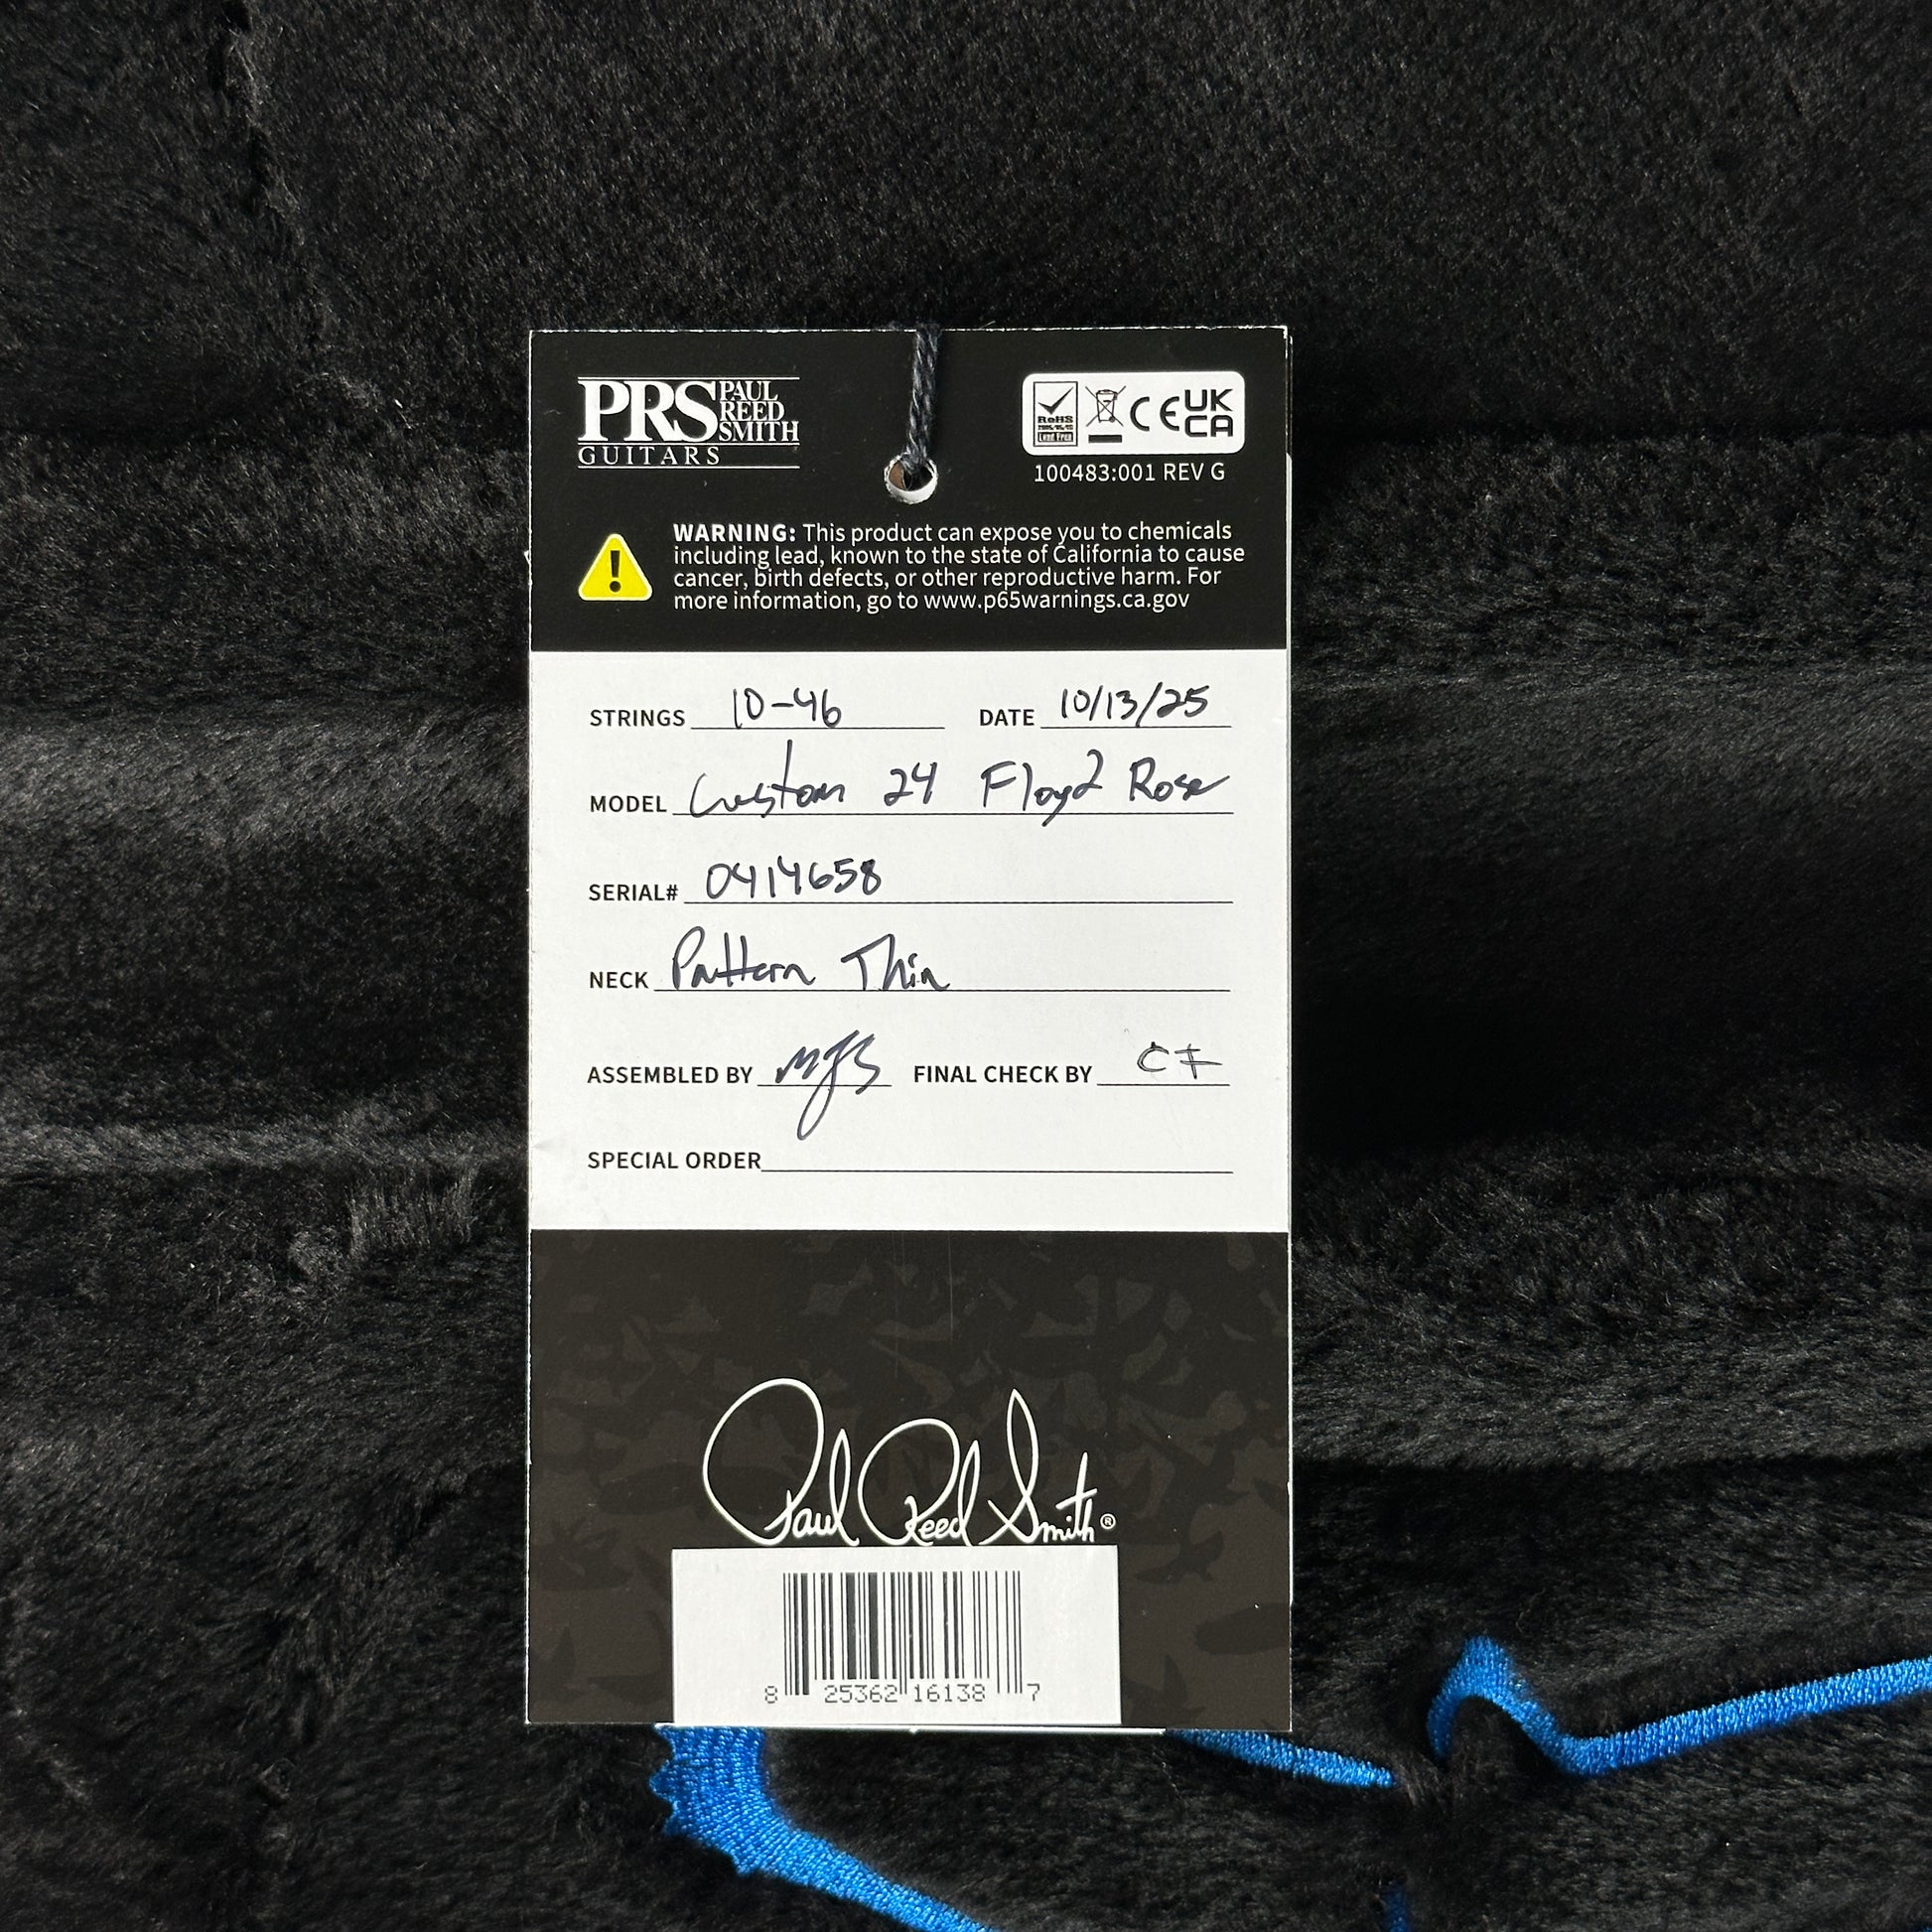 PRS PAUL
REED
SMITH
GUITARS
RoHS
Lead Free
CE UK
CA
100483:001 REV G
WARNING: This product can expose you to chemicals
including lead, known to the state of California to cause
cancer, birth defects, or other reproductive harm. For
more information, go to www.p65warnings.ca.gov
STRINGS 10-46 DATE 10/13/25
MODEL Custom 24 Floyd Rose
SERIAL# 0414658
NECK Pattern Thin
ASSEMBLED BY MJS FINAL CHECK BY CF
SPECIAL ORDER
Paul Reed Smith®
8 25362 16138 7